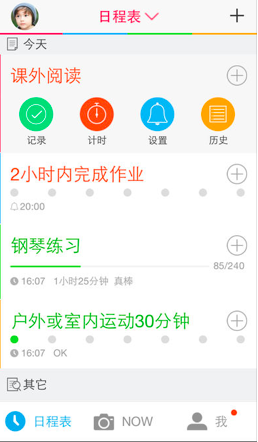 日程表
今天
课外阅读
记录 计时 设置 历史
2小时内完成作业
20:00
钢琴练习
85/240
16:07 1小时25分钟 真棒
户外或室内运动30分钟
16:07 OK
其它
日程表 NOW 我